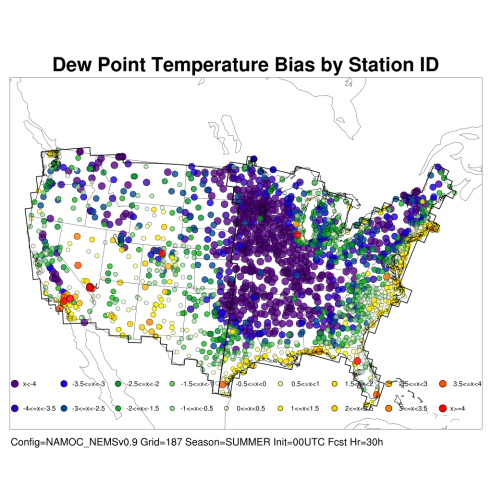 Dew Point Temperature Bias by Station ID
x<-4 -3.5<=x<-3 -2.5<=x<-2 -1.5<=x<-1 -0.5<=x<0 0.5<=x<1 1.5<=x<2 2.5<=x<3 3.5<=x<4
-4<=x<-3.5 -3<=x<-2.5 -2<=x<-1.5 -1<=x<-0.5 0<=x<0.5 1<=x<1.5 2<=x<2.5 3<=x<3.5 x>=4
Config=NAMOC_NEMSv0.9 Grid=187 Season=SUMMER Init=00UTC Fcst Hr=30h